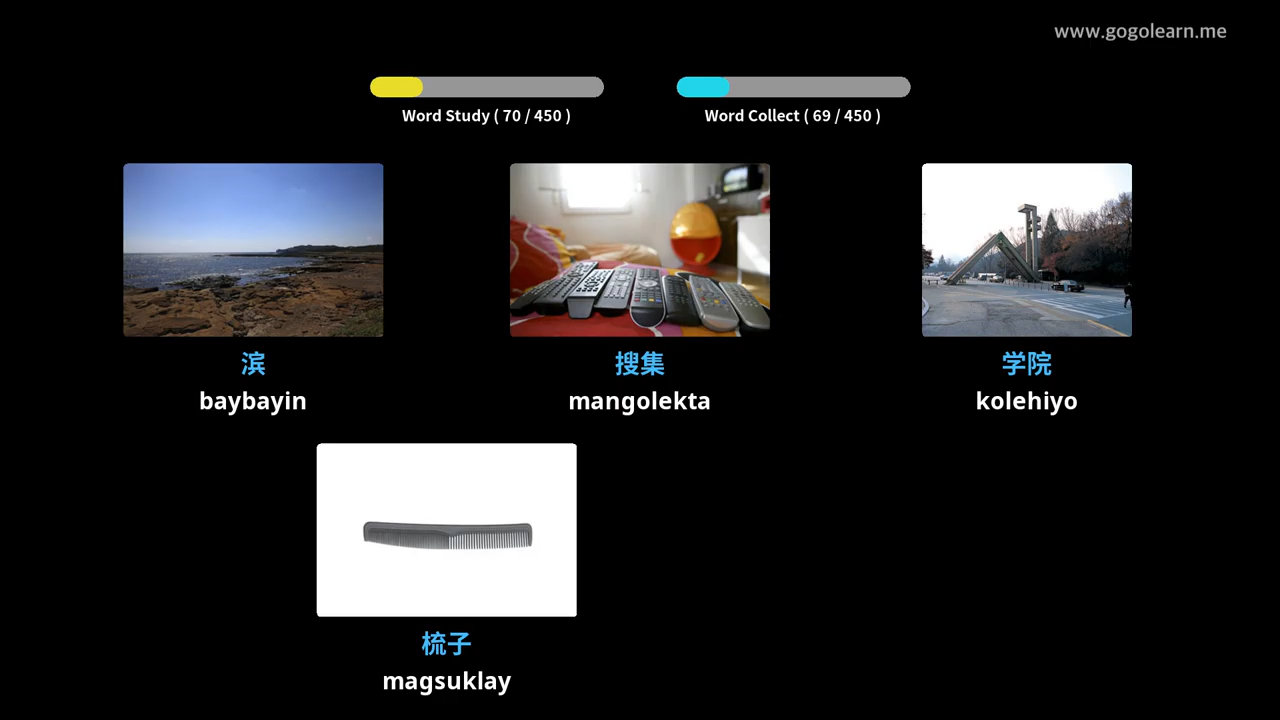 www.gogolearn.me
Word Study ( 70 / 450 )
Word Collect ( 69 / 450 )
滨
baybayin
搜集
mangolekta
学院
kolehiyo
梳子
magsuklay